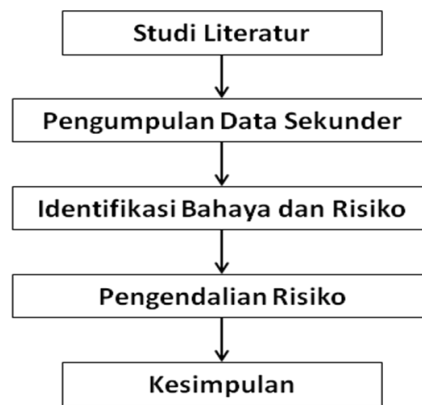 Studi Literatur
Pengumpulan Data Sekunder
Identifikasi Bahaya dan Risiko
Pengendalian Risiko
Kesimpulan